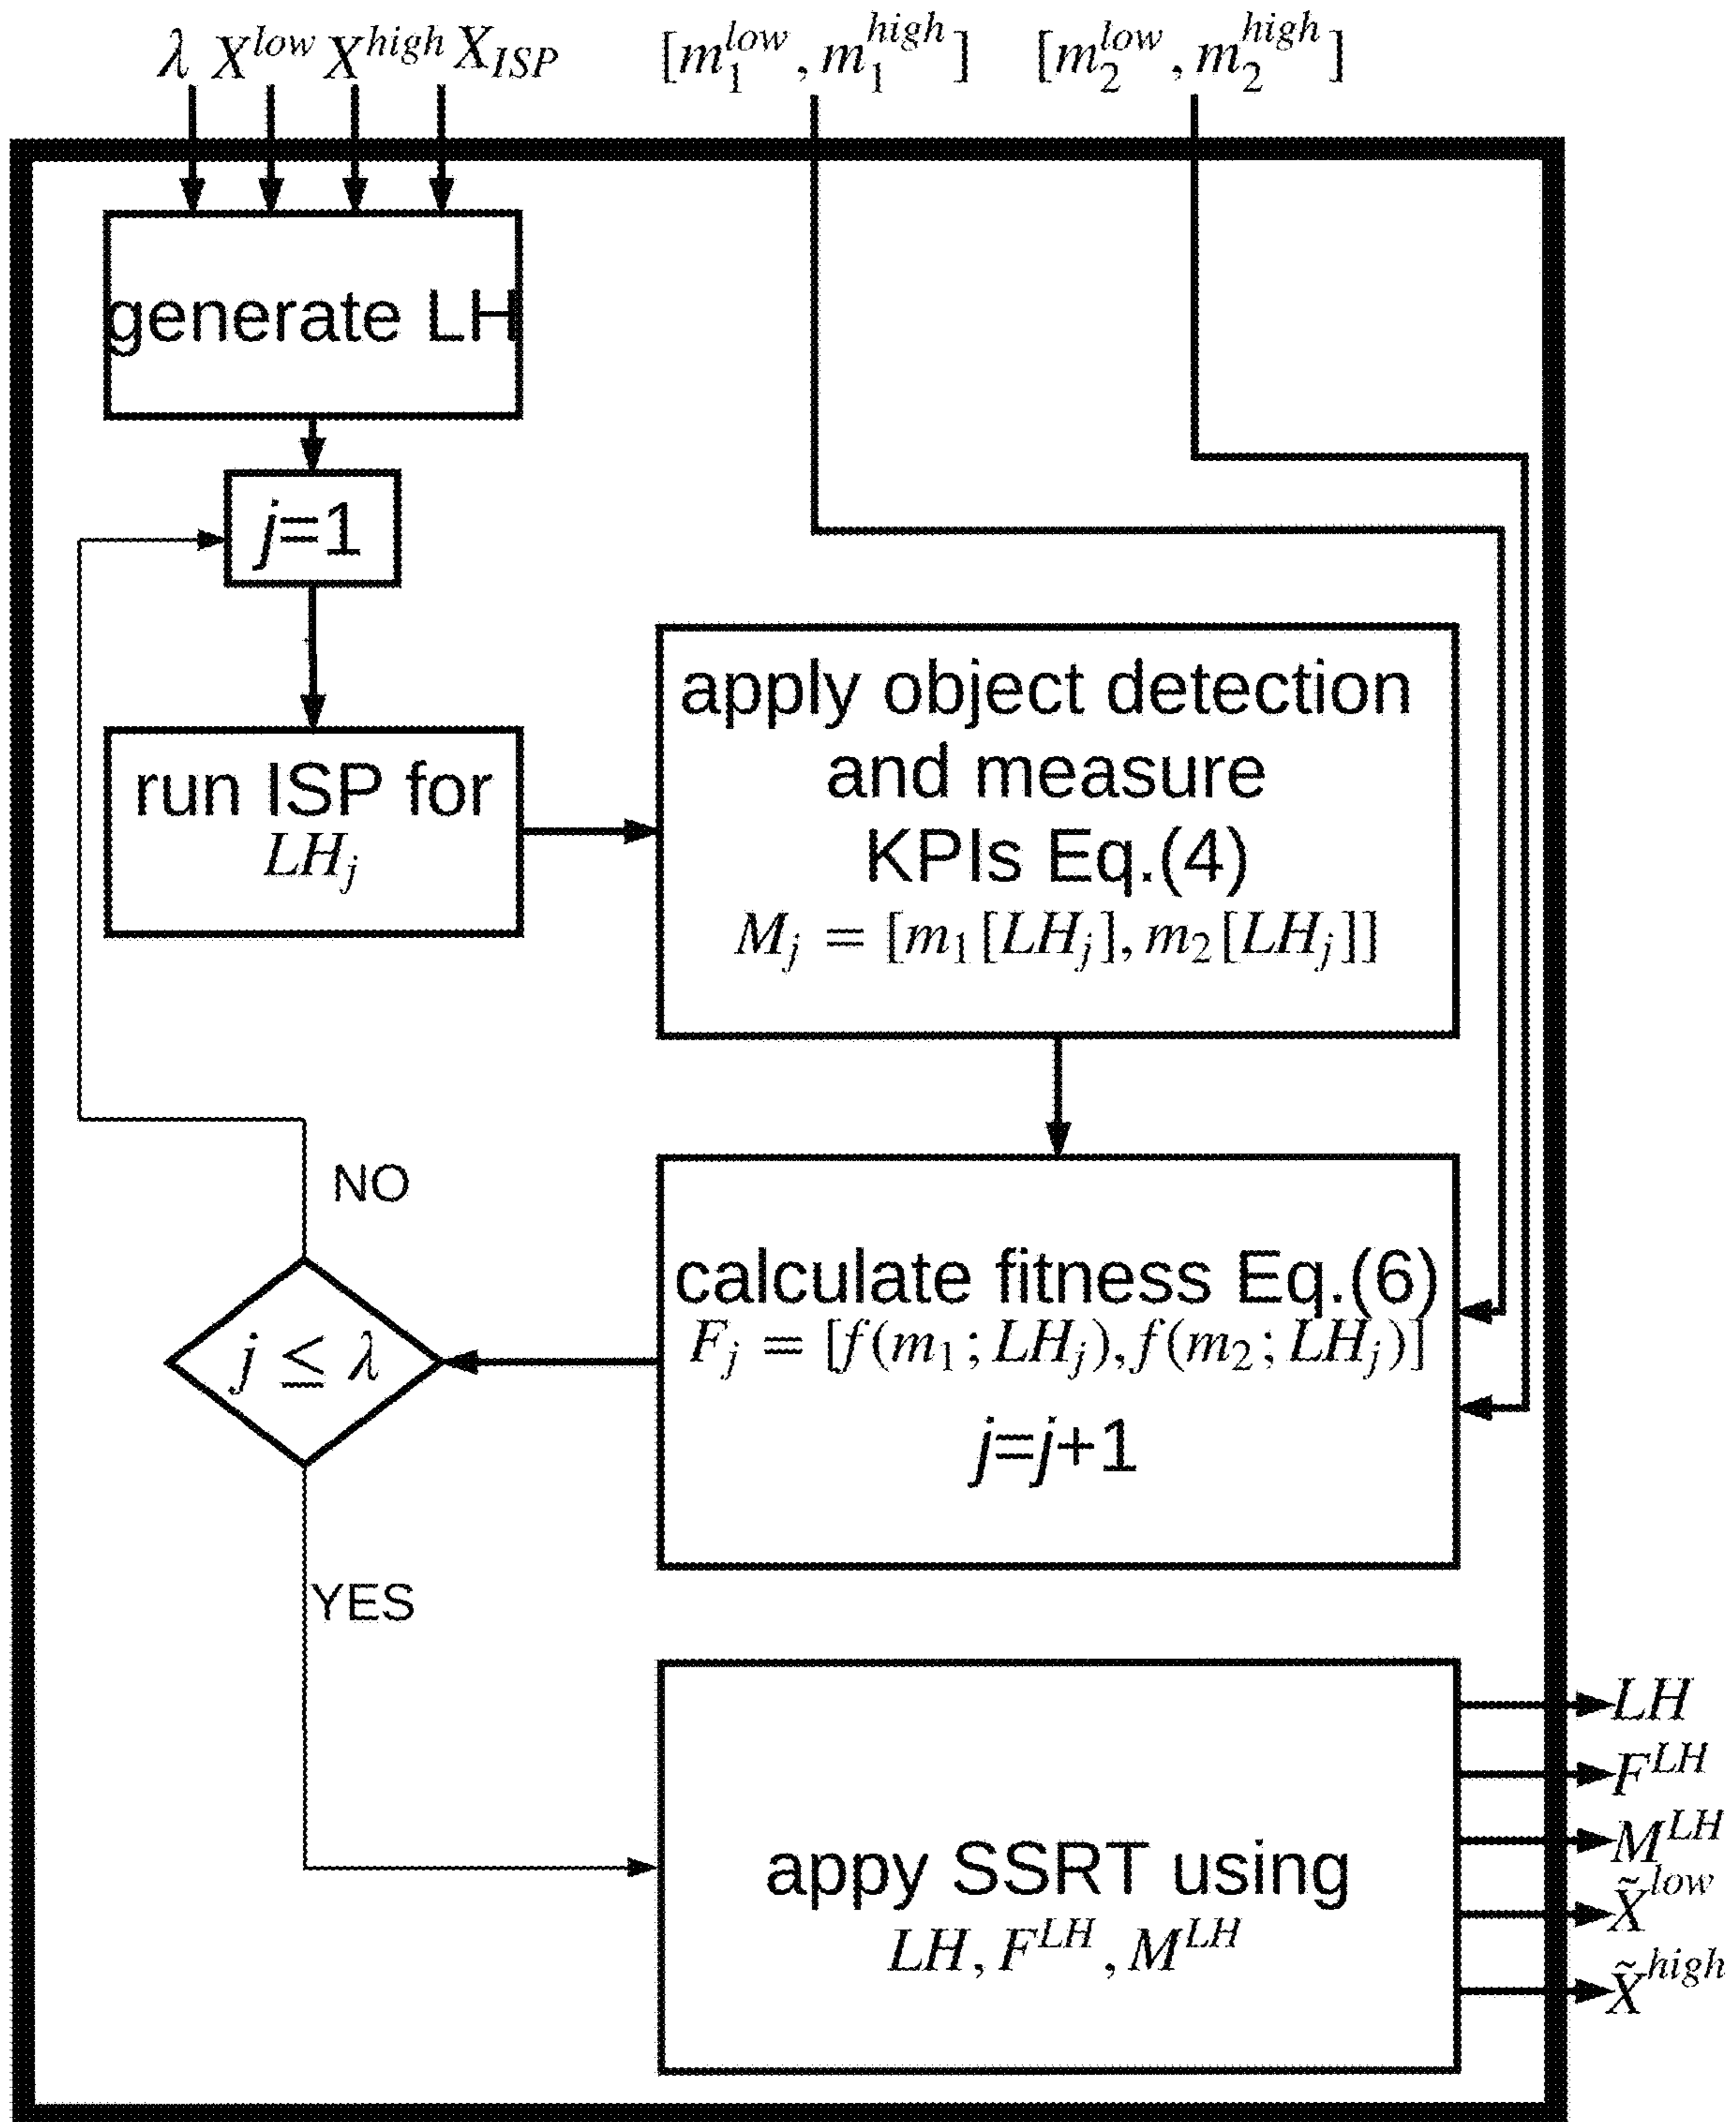 λ X^low X^high X_ISP [m_1^low, m_1^high] [m_2^low, m_2^high]
generate LH
j=1
run ISP for
LH_j
apply object detection
and measure
KPIs Eq.(4)
M_j = [m_1[LH_j], m_2[LH_j]]
NO
calculate fitness Eq.(6)
F_j = [f(m_1; LH_j), f(m_2; LH_j)]
j=j+1
j ≤ λ
YES
appy SSRT using
LH, F^LH, M^LH
LH
F^LH
M^LH
X̃^low
X̃^high